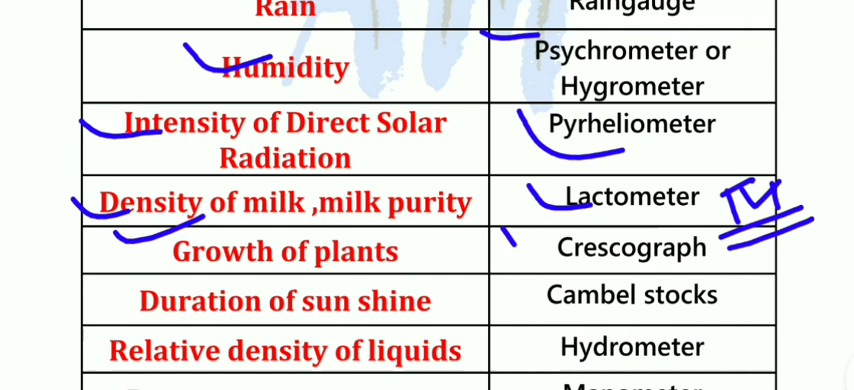 Rain
Raingauge
Humidity
Psychrometer or
Hygrometer
Intensity of Direct Solar
Radiation
Pyrheliometer
Density of milk ,milk purity
Lactometer
Growth of plants
Crescograph
Duration of sun shine
Cambel stocks
Relative density of liquids
Hydrometer
Manometer